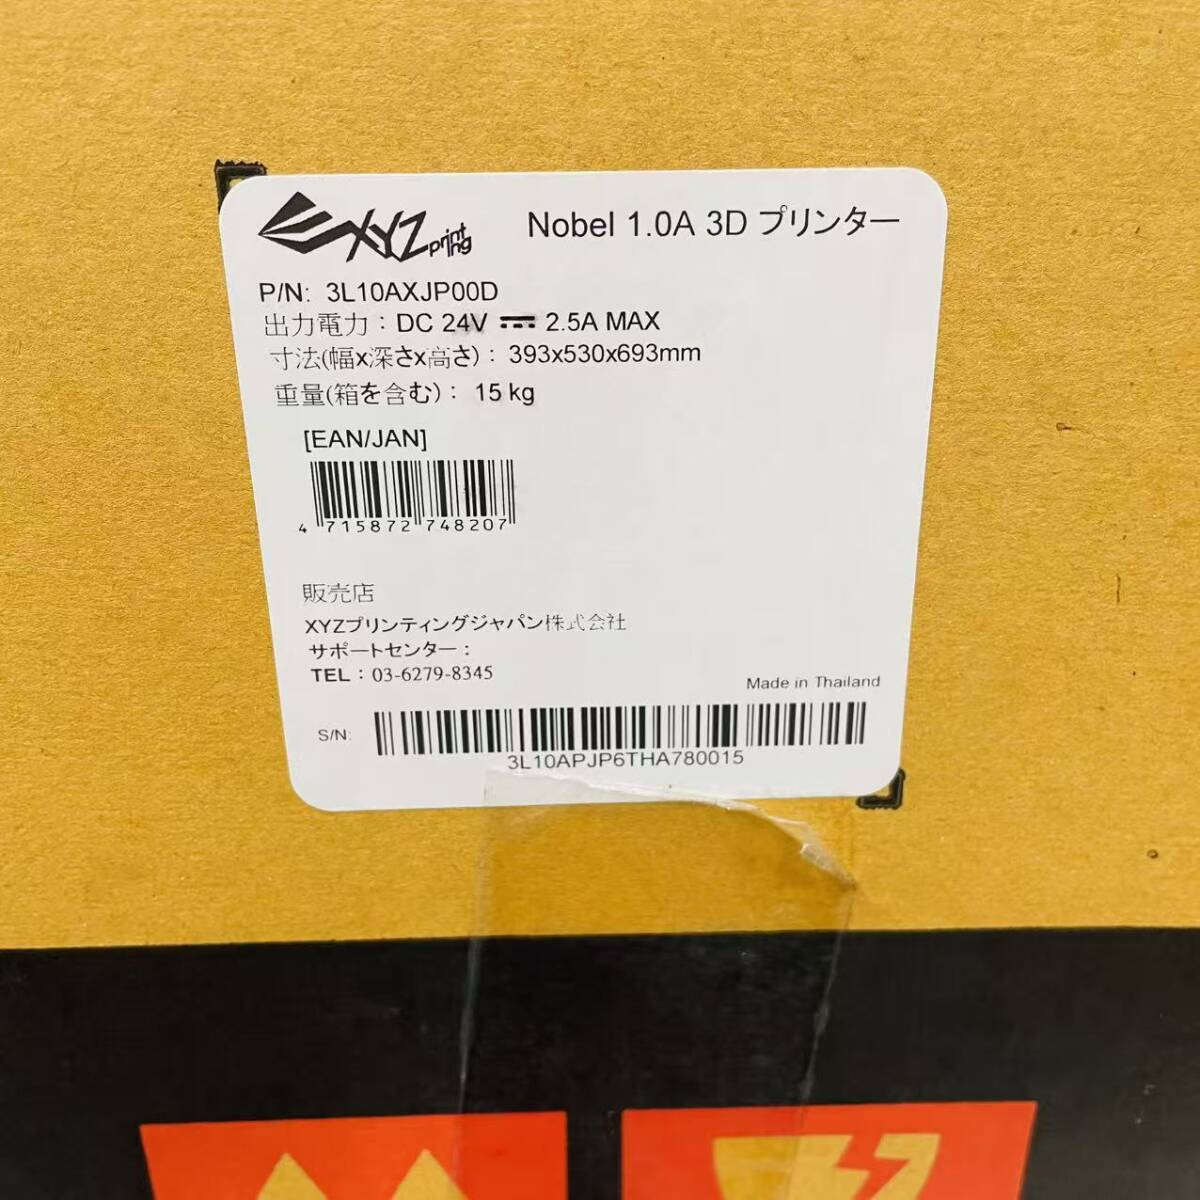 XYZprinting
Nobel 1.0A 3D プリンター
P/N: 3L10AXJP00D
出力電力：DC 24V ⎓ 2.5A MAX
寸法(幅x深さx高さ)：393x530x693mm
重量(箱を含む)：15 kg
[EAN/JAN]
4 715872 748207
販売店
XYZプリンティングジャパン株式会社
サポートセンター：
TEL：03-6279-8345
Made in Thailand
S/N:
3L10APJP6THA780015